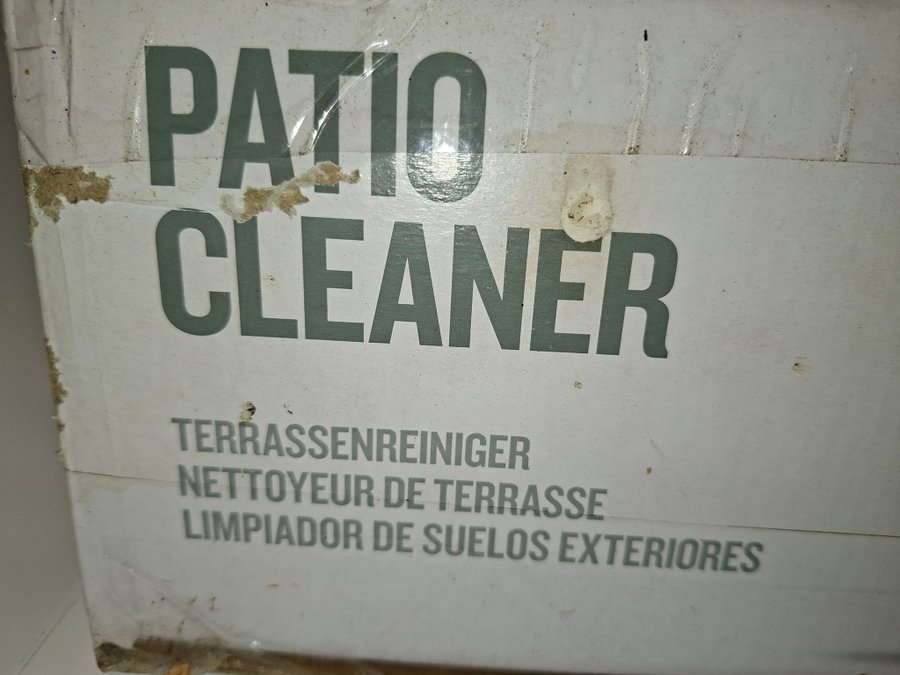 PATIO
CLEANER
TERRASSENREINIGER
NETTOYEUR DE TERRASSE
LIMPIADOR DE SUELOS EXTERIORES